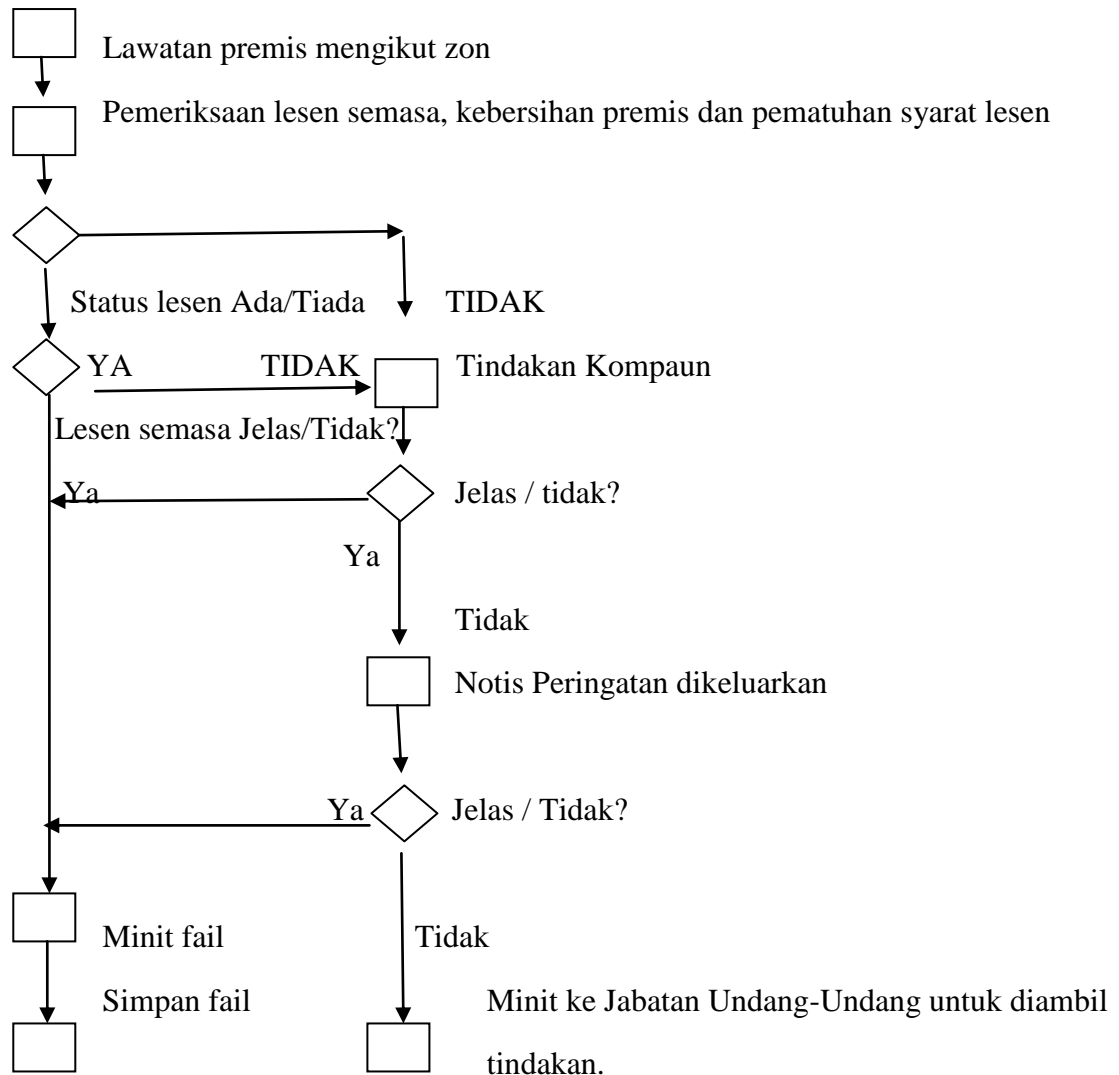 Lawatan premis mengikut zon
Pemeriksaan lesen semasa, kebersihan premis dan pematuhan syarat lesen
Status lesen Ada/Tiada TIDAK
YA TIDAK Tindakan Kompaun
Lesen semasa Jelas/Tidak?
Ya Jelas / tidak?
Ya
Tidak
Notis Peringatan dikeluarkan
Ya Jelas / Tidak?
Minit fail Tidak
Simpan fail Minit ke Jabatan Undang-Undang untuk diambil
tindakan.